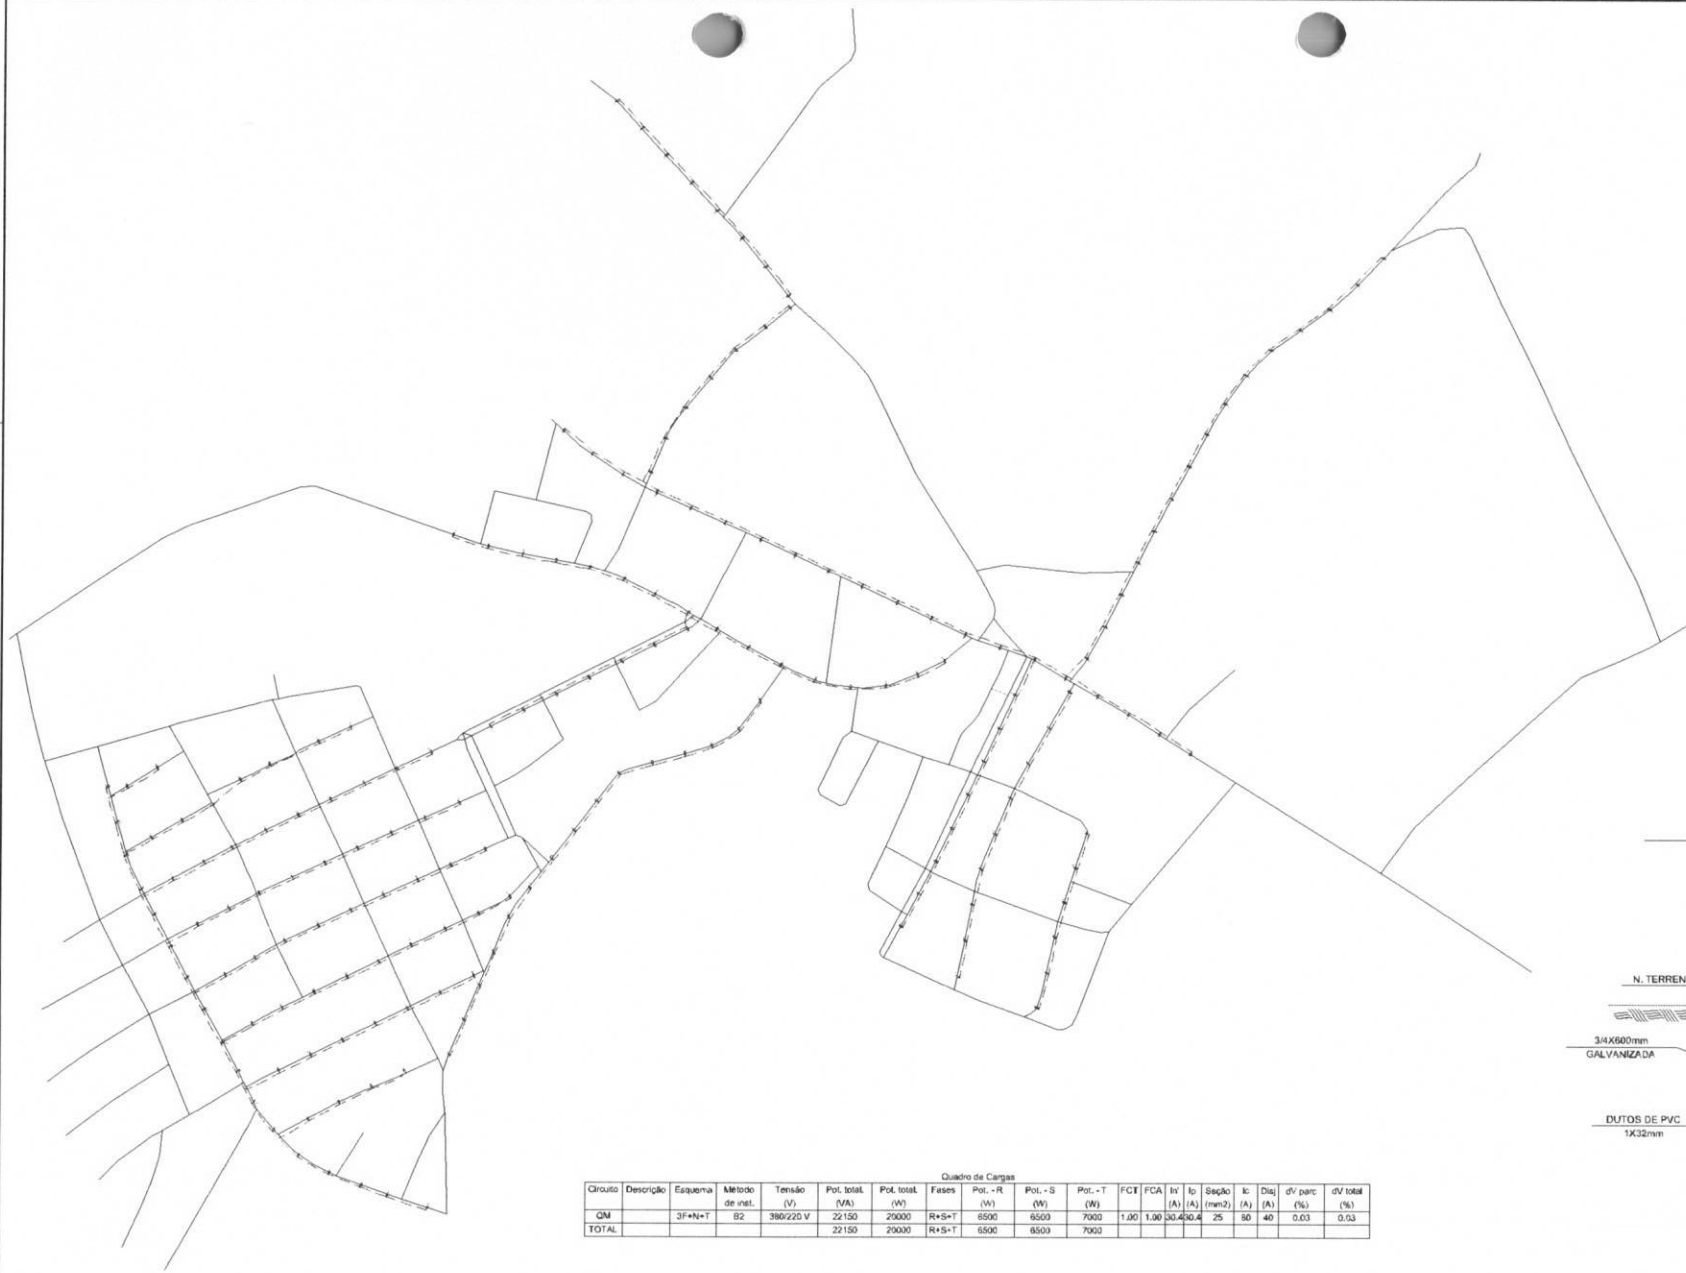 N. TERREN
3/4X600mm
GALVANIZADA
DUTOS DE PVC
1X32mm
Quadro de Cargas
Circuito Descrição Esquema Método de inst. Tensão (V) Pot. total. (VA) Pot. total. (W) Fases Pot. - R (W) Pot. - S (W) Pot. - T (W) FCT FCA In' (A) Ip (A) Seção (mm2) Ic (A) Disj (A) dV parc (%) dV total (%)
QM 3F+N+T B2 380/220 V 22150 20000 R+S+T 6500 6500 7000 1.00 1.00 30.4 30.4 25 80 40 0.03 0.03
TOTAL 22150 20000 R+S+T 6500 6500 7000